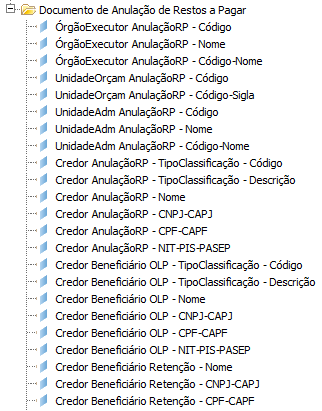 Documento de Anulação de Restos a Pagar
ÓrgãoExecutor AnulaçãoRP - Código
ÓrgãoExecutor AnulaçãoRP - Nome
ÓrgãoExecutor AnulaçãoRP - Código-Nome
UnidadeOrçam AnulaçãoRP - Código
UnidadeOrçam AnulaçãoRP - Código-Sigla
UnidadeAdm AnulaçãoRP - Código
UnidadeAdm AnulaçãoRP - Nome
UnidadeAdm AnulaçãoRP - Código-Nome
Credor AnulaçãoRP - TipoClassificação - Código
Credor AnulaçãoRP - TipoClassificação - Descrição
Credor AnulaçãoRP - Nome
Credor AnulaçãoRP - CNPJ-CAPJ
Credor AnulaçãoRP - CPF-CAPF
Credor AnulaçãoRP - NIT-PIS-PASEP
Credor Beneficiário OLP - TipoClassificação - Código
Credor Beneficiário OLP - TipoClassificação - Descrição
Credor Beneficiário OLP - Nome
Credor Beneficiário OLP - CNPJ-CAPJ
Credor Beneficiário OLP - CPF-CAPF
Credor Beneficiário OLP - NIT-PIS-PASEP
Credor Beneficiário Retenção - Nome
Credor Beneficiário Retenção - CNPJ-CAPJ
Credor Beneficiário Retenção - CPF-CAPF